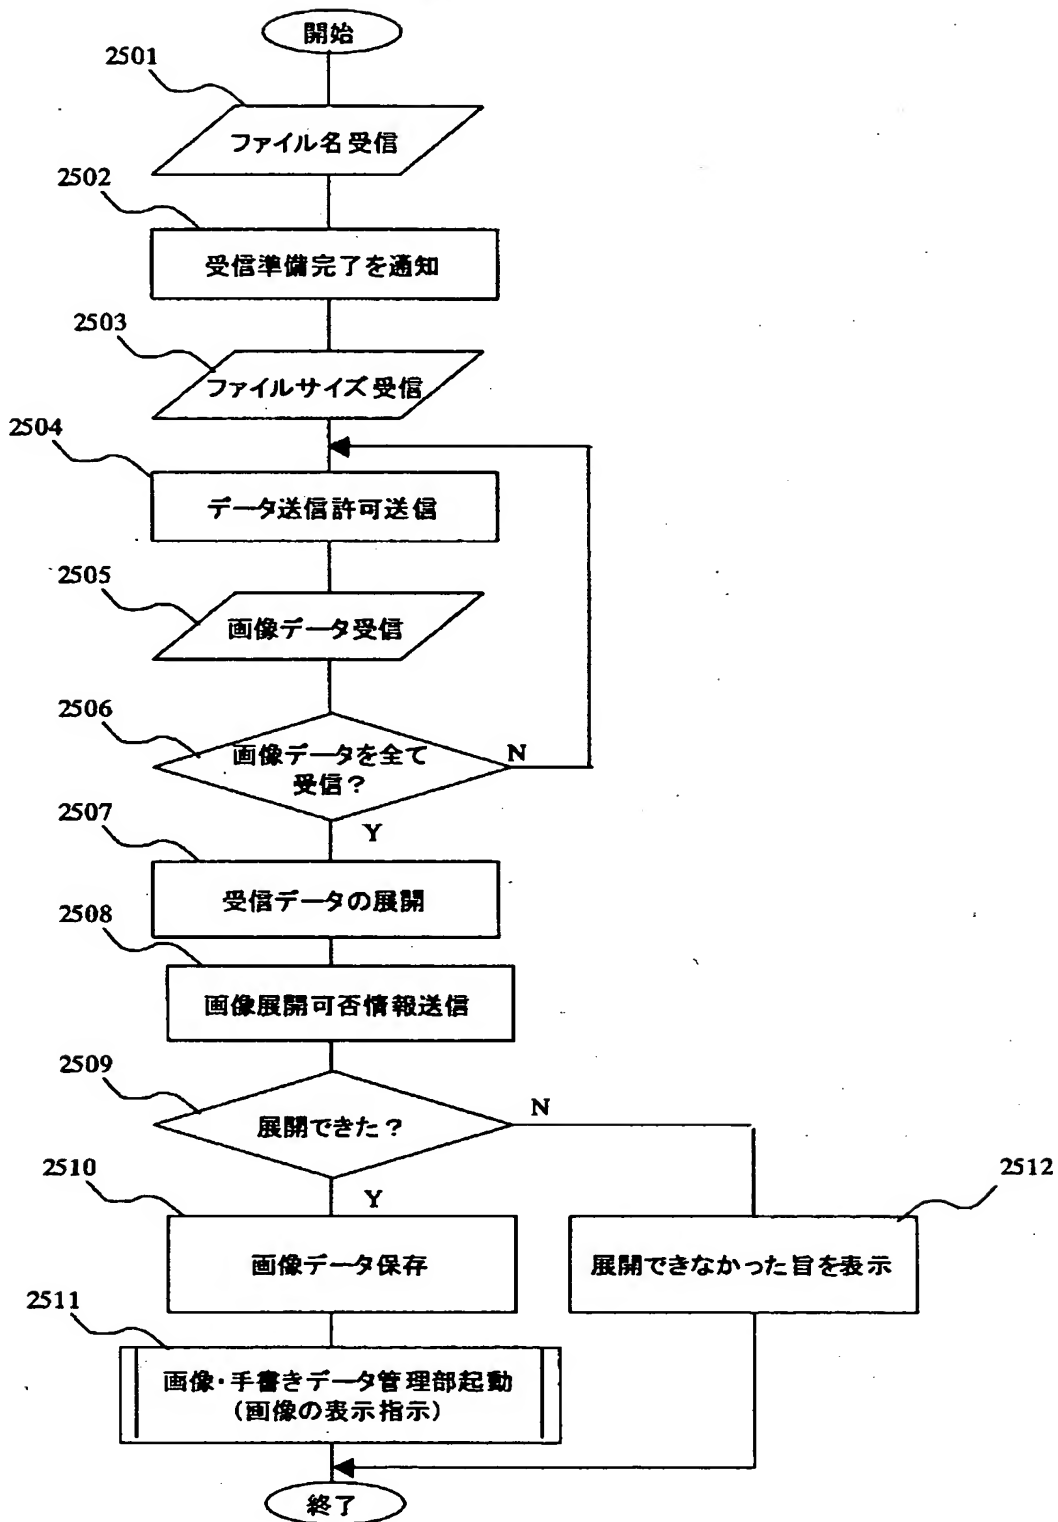 開始
2501
ファイル名受信
2502
受信準備完了を通知
2503
ファイルサイズ受信
2504
データ送信許可送信
2505
画像データ受信
2506
画像データを全て
受信?
N
Y
2507
受信データの展開
2508
画像展開可否情報送信
2509
展開できた?
N
Y
2510
画像データ保存
2512
展開できなかった旨を表示
2511
画像・手書きデータ管理部起動
(画像の表示指示)
終了